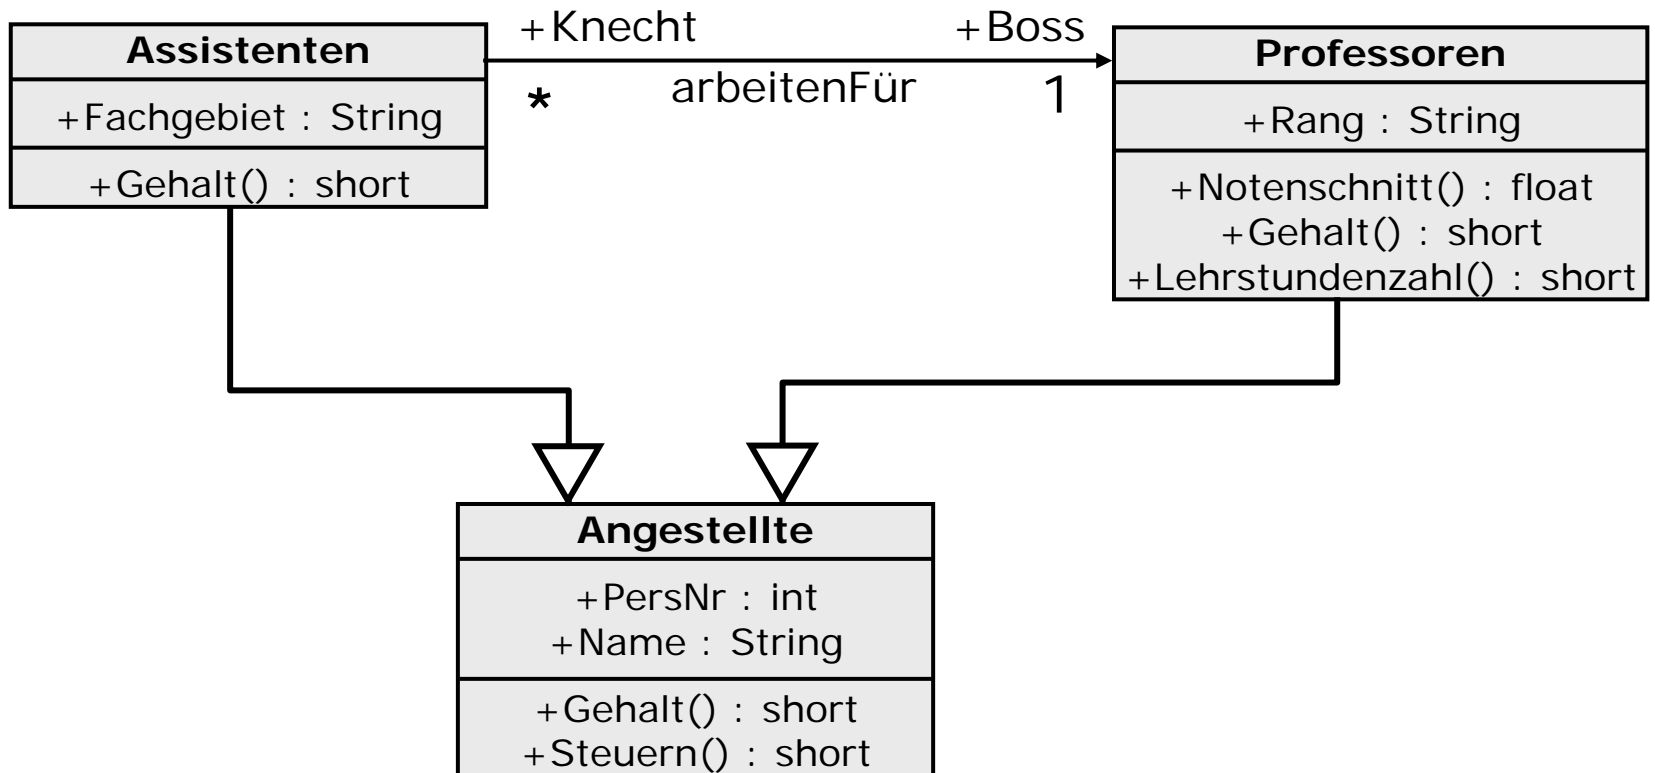 Assistenten
+Fachgebiet : String
+Gehalt() : short
+Knecht
+Boss
*
arbeitenFür
1
Professoren
+Rang : String
+Notenschnitt() : float
+Gehalt() : short
+Lehrstundenzahl() : short
Angestellte
+PersNr : int
+Name : String
+Gehalt() : short
+Steuern() : short